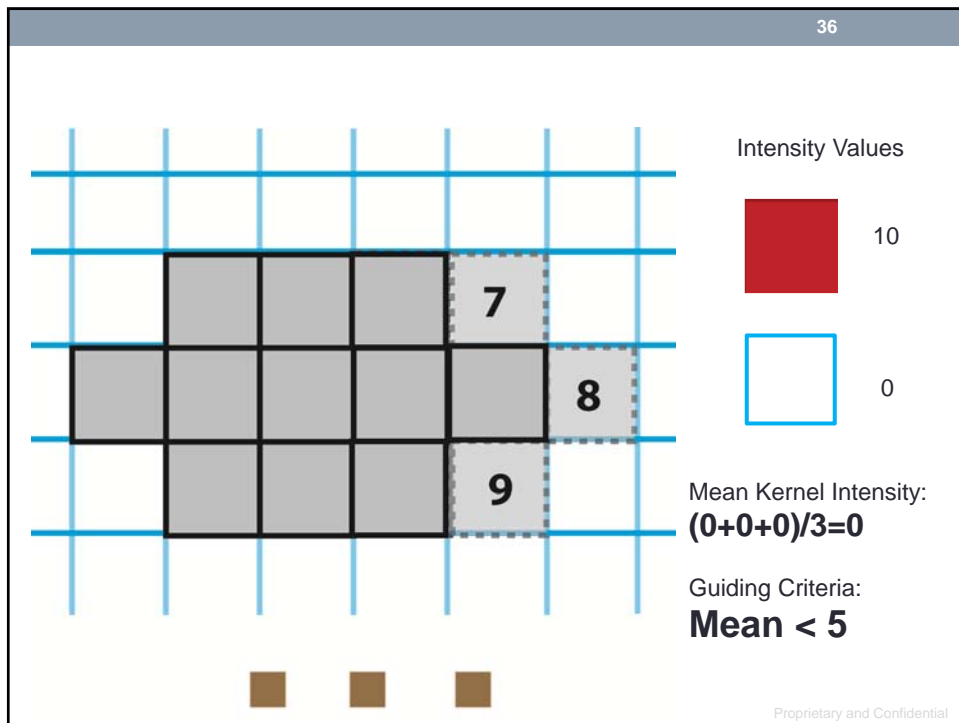 36
Intensity Values
10
0
7
8
9
Mean Kernel Intensity:
(0+0+0)/3=0
Guiding Criteria:
Mean < 5
Proprietary and Confidential